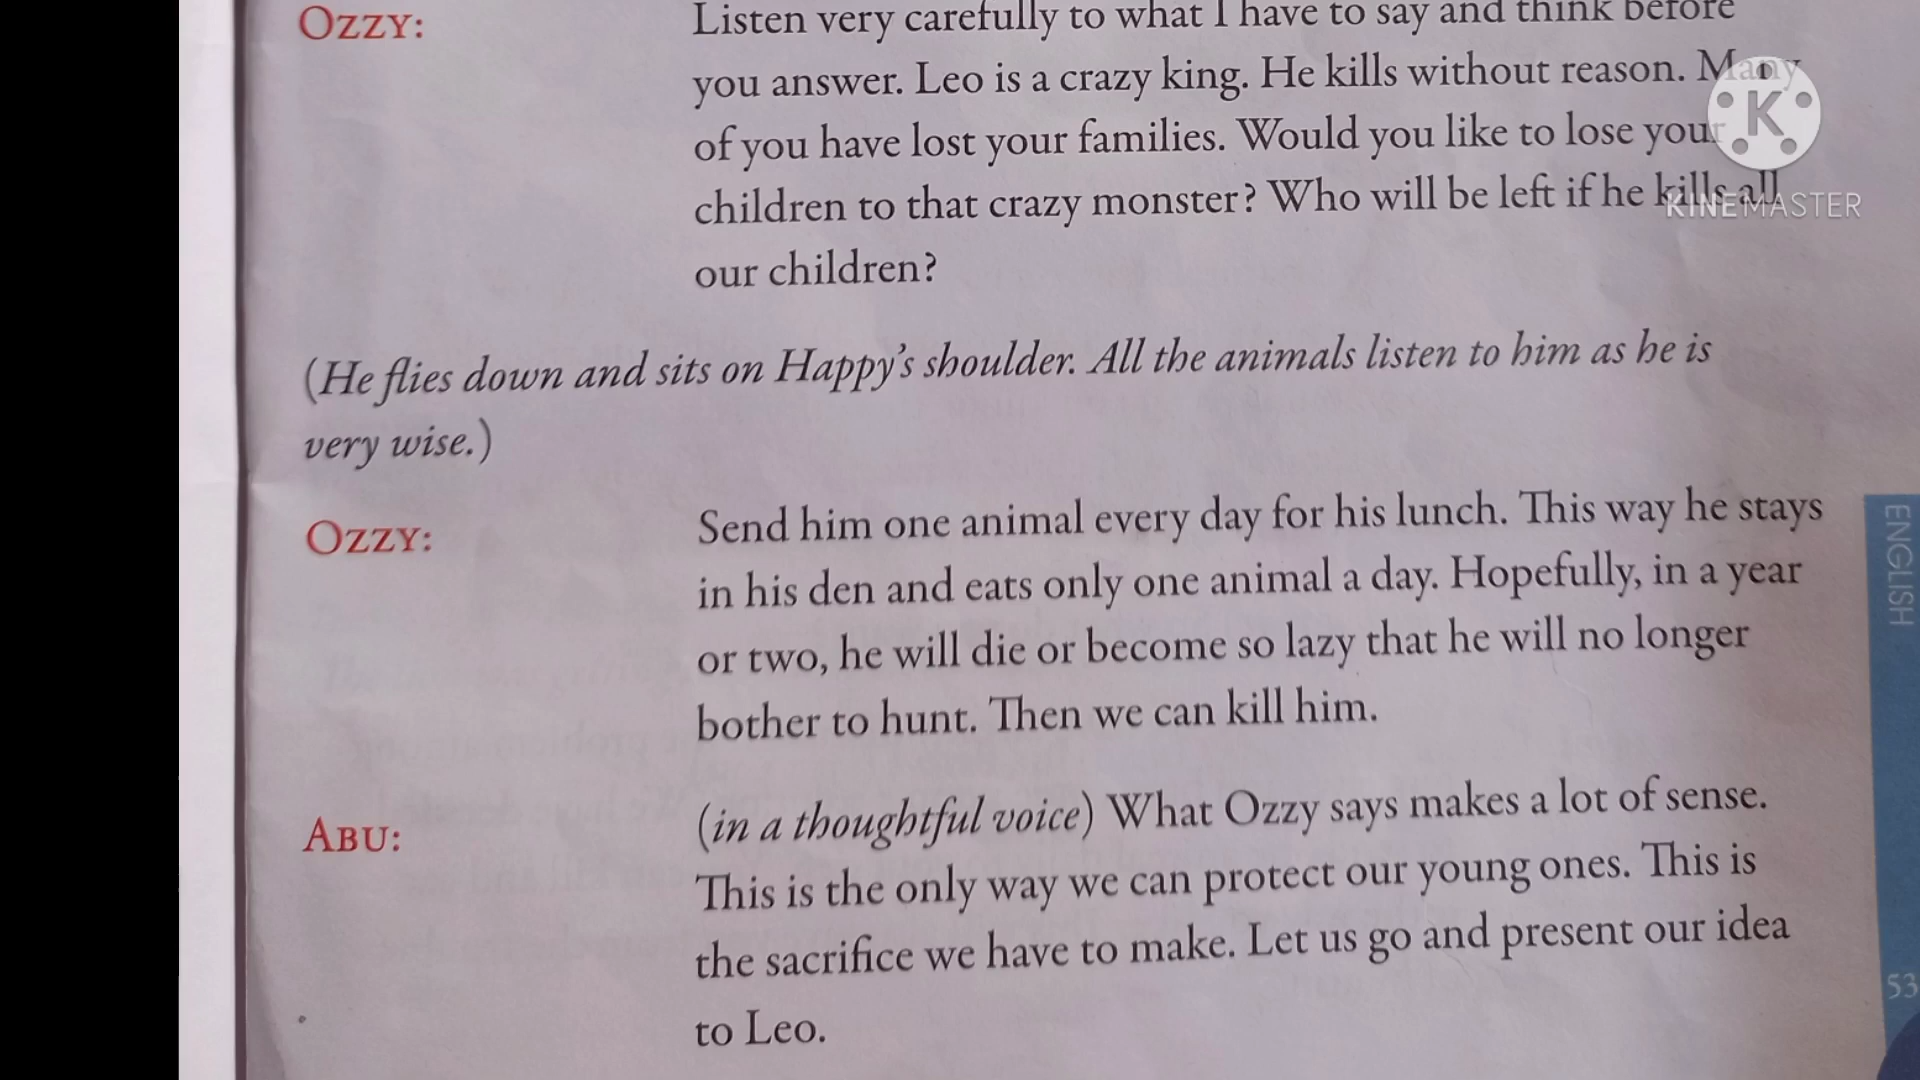 OZZY: Listen very carefully to what I have to say and think before
you answer. Leo is a crazy king. He kills without reason. Many
of you have lost your families. Would you like to lose your
children to that crazy monster? Who will be left if he kills all
our children?
(He flies down and sits on Happy's shoulder. All the animals listen to him as he is
very wise.)
OZZY: Send him one animal every day for his lunch. This way he stays
in his den and eats only one animal a day. Hopefully, in a year
or two, he will die or become so lazy that he will no longer
bother to hunt. Then we can kill him.
ABU: (in a thoughtful voice) What Ozzy says makes a lot of sense.
This is the only way we can protect our young ones. This is
the sacrifice we have to make. Let us go and present our idea
to Leo.
ENGLISH
53
K
KINEMASTER